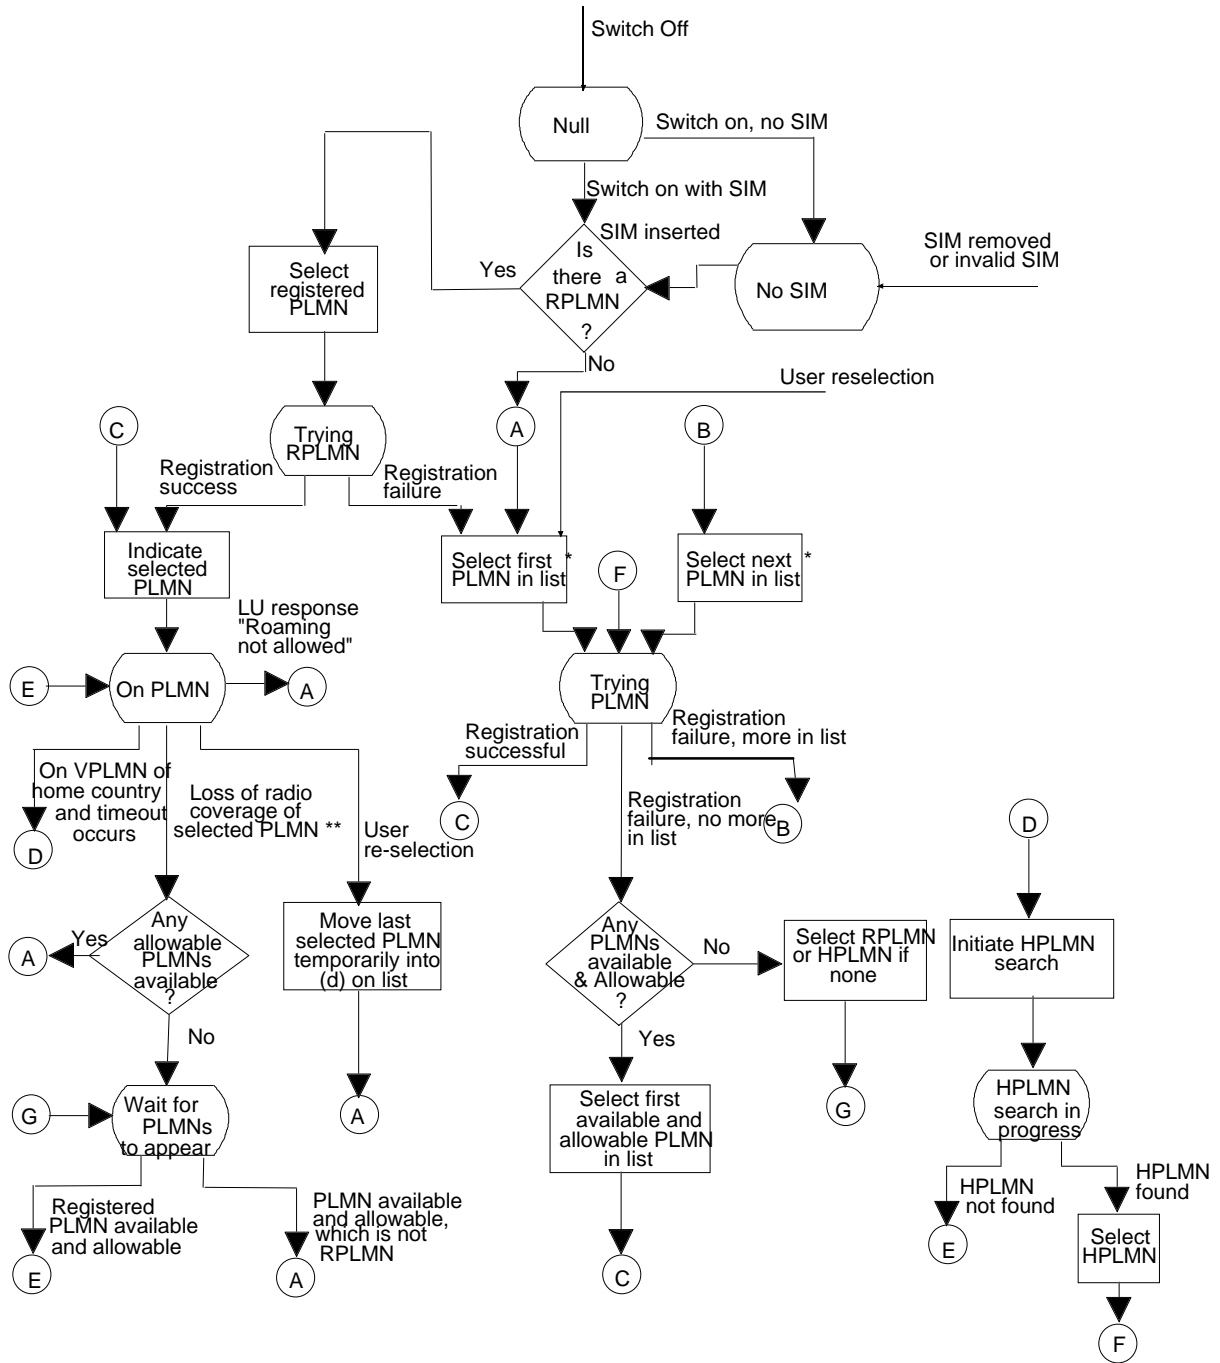 Switch Off
Null
Switch on, no SIM
Switch on with SIM
SIM inserted
SIM removed
or invalid SIM
Is
there a
RPLMN
?
Yes
No SIM
Select
registered
PLMN
No
User reselection
C
Trying
RPLMN
A
B
Registration
success
Registration
failure
Indicate
selected
PLMN
Select first *
PLMN in list
F
Select next *
PLMN in list
LU response
"Roaming
not allowed"
E
On PLMN
A
Trying
PLMN
Registration
successful
Registration
failure, more in list
On VPLMN of
home country
and timeout
occurs
Loss of radio
coverage of
selected PLMN **
User
re-selection
D
C
Registration
failure, no more
in list
B
D
Any
allowable
PLMNs
available
?
Yes
A
Move last
selected PLMN
temporarily into
(d) on list
Any
PLMNs
available
& Allowable
?
No
Select RPLMN
or HPLMN if
none
Initiate HPLMN
search
No
Yes
G
Wait for
PLMNs
to appear
A
Select first
available and
allowable PLMN
in list
G
HPLMN
search in
progress
Registered
PLMN available
and allowable
PLMN available
and allowable,
which is not
RPLMN
HPLMN
not found
HPLMN
found
E
A
C
E
Select
HPLMN
F